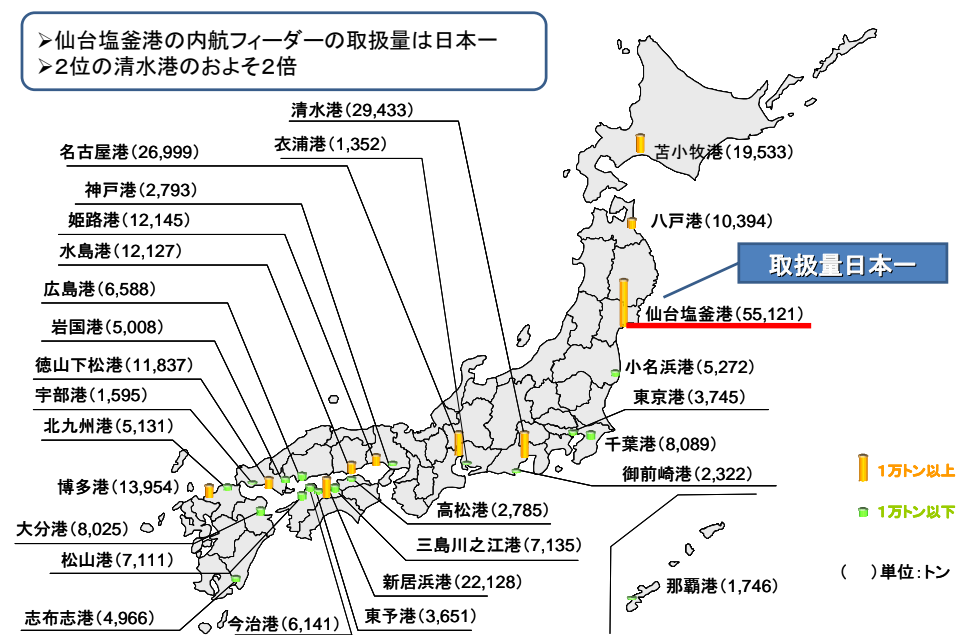 ➢仙台塩釜港の内航フィーダーの取扱量は日本一
➢２位の清水港のおよそ２倍
清水港(29,433)
衣浦港(1,352)
名古屋港(26,999)
神戸港(2,793)
姫路港(12,145)
水島港(12,127)
広島港(6,588)
岩国港(5,008)
徳山下松港(11,837)
宇部港(1,595)
北九州港(5,131)
博多港(13,954)
大分港(8,025)
松山港(7,111)
志布志港(4,966)
今治港(6,141)
東予港(3,651)
新居浜港(22,128)
三島川之江港(7,135)
高松港(2,785)
苫小牧港(19,533)
八戸港(10,394)
取扱量日本一
仙台塩釜港(55,121)
小名浜港(5,272)
東京港(3,745)
千葉港(8,089)
御前崎港(2,322)
那覇港(1,746)
１万トン以上
１万トン以下
(　)単位:トン